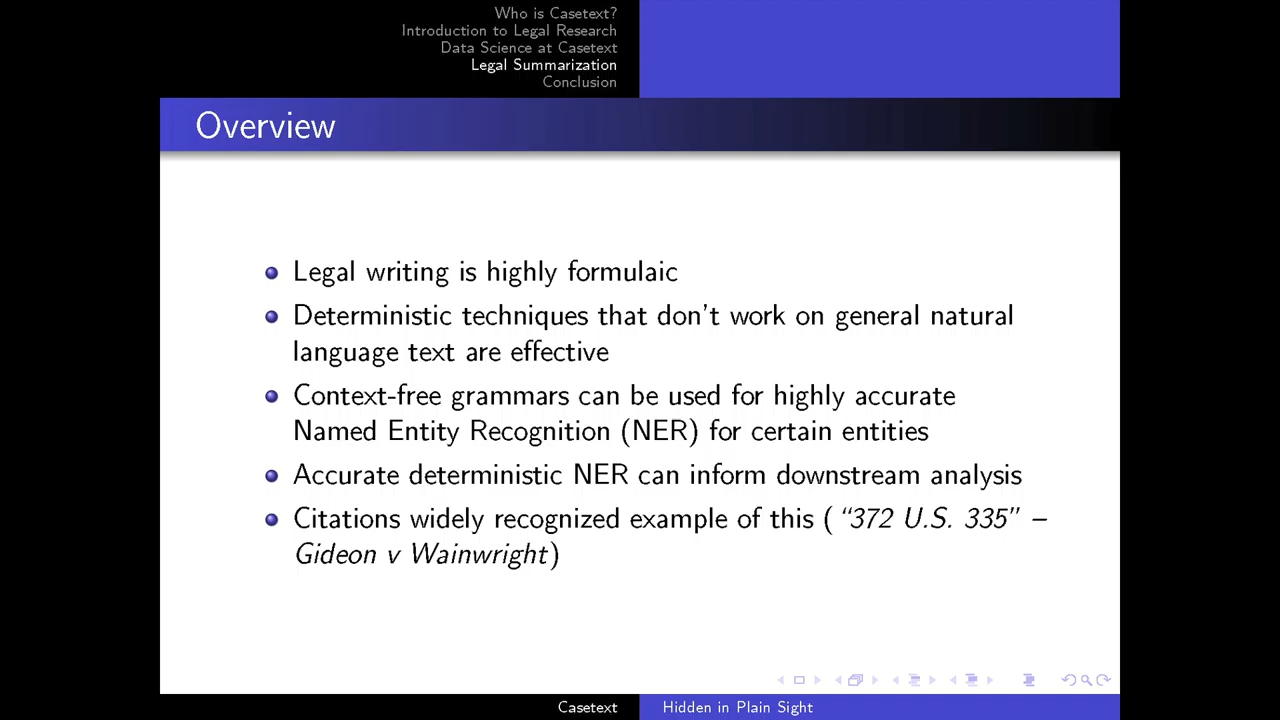 Who is Casetext?
Introduction to Legal Research
Data Science at Casetext
Legal Summarization
Conclusion
Overview
Legal writing is highly formulaic
Deterministic techniques that don't work on general natural
language text are effective
Context-free grammars can be used for highly accurate
Named Entity Recognition (NER) for certain entities
Accurate deterministic NER can inform downstream analysis
Citations widely recognized example of this (“372 U.S. 335” –
Gideon v Wainwright)
Casetext
Hidden in Plain Sight